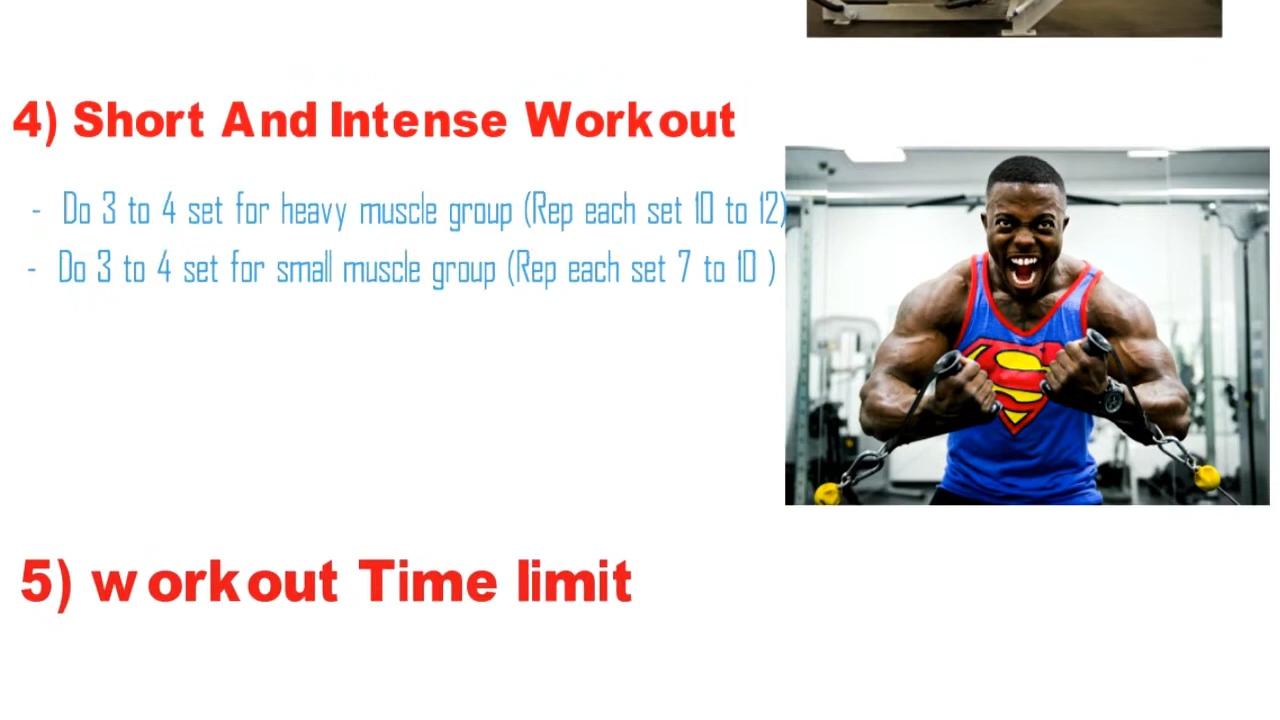 4) Short And Intense Workout
- Do 3 to 4 set for heavy muscle group (Rep each set 10 to 12)
- Do 3 to 4 set for small muscle group (Rep each set 7 to 10 )
5) workout Time limit